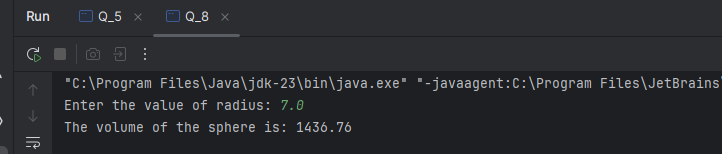 Run Q_5 Q_8
"C:\Program Files\Java\jdk-23\bin\java.exe" "-javaagent:C:\Program Files\JetBrains\
Enter the value of radius: 7.0
The volume of the sphere is: 1436.76